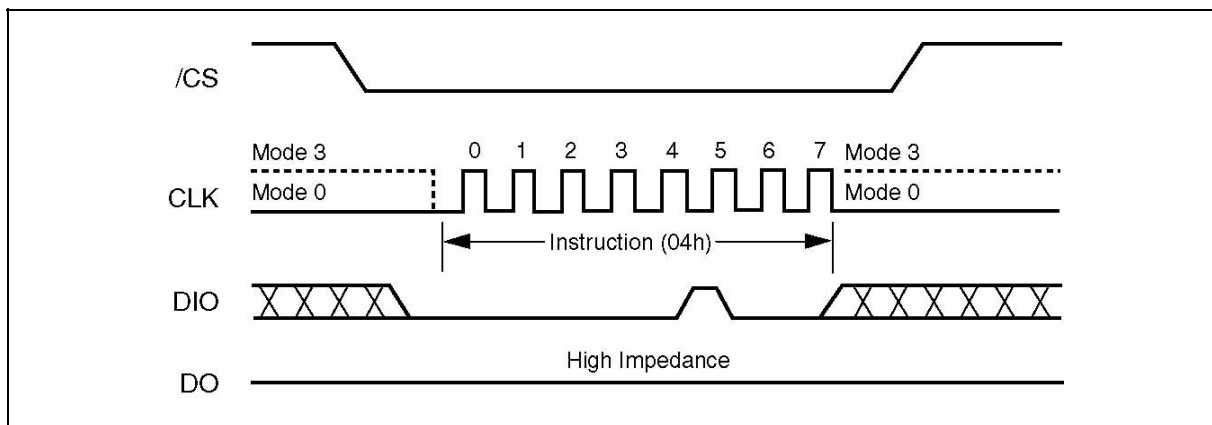 /CS
Mode 3 0 1 2 3 4 5 6 7 Mode 3
CLK Mode 0 Mode 0
Instruction (04h)
DIO
High Impedance
DO